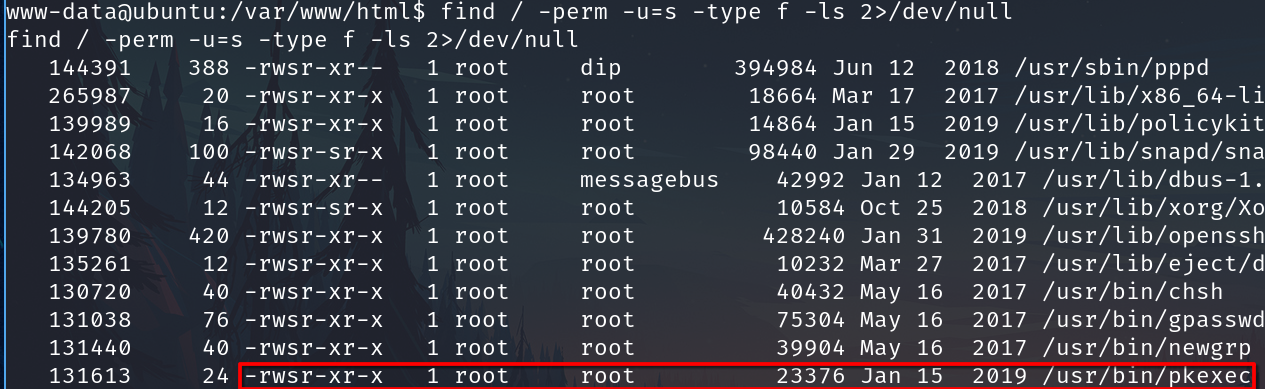 www-data@ubuntu:/var/www/html$ find / -perm -u=s -type f -ls 2>/dev/null
find / -perm -u=s -type f -ls 2>/dev/null
144391 388 -rwsr-xr-- 1 root dip 394984 Jun 12 2018 /usr/sbin/pppd
265987 20 -rwsr-xr-x 1 root root 18664 Mar 17 2017 /usr/lib/x86_64-li
139989 16 -rwsr-xr-x 1 root root 14864 Jan 15 2019 /usr/lib/policykit
142068 100 -rwsr-sr-x 1 root root 98440 Jan 29 2019 /usr/lib/snapd/sna
134963 44 -rwsr-xr-- 1 root messagebus 42992 Jan 12 2017 /usr/lib/dbus-1.
144205 12 -rwsr-sr-x 1 root root 10584 Oct 25 2018 /usr/lib/xorg/Xo
139780 420 -rwsr-xr-x 1 root root 428240 Jan 31 2019 /usr/lib/openssh
135261 12 -rwsr-xr-x 1 root root 10232 Mar 27 2017 /usr/lib/eject/d
130720 40 -rwsr-xr-x 1 root root 40432 May 16 2017 /usr/bin/chsh
131038 76 -rwsr-xr-x 1 root root 75304 May 16 2017 /usr/bin/gpasswd
131440 40 -rwsr-xr-x 1 root root 39904 May 16 2017 /usr/bin/newgrp
131613 24 -rwsr-xr-x 1 root root 23376 Jan 15 2019 /usr/bin/pkexec